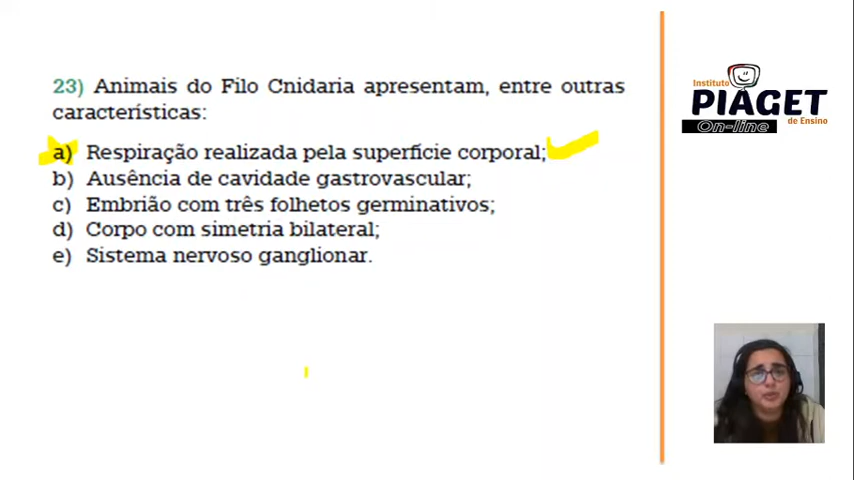 23) Animais do Filo Cnidaria apresentam, entre outras
características:
a) Respiração realizada pela superfície corporal;
b) Ausência de cavidade gastrovascular;
c) Embrião com três folhetos germinativos;
d) Corpo com simetria bilateral;
e) Sistema nervoso ganglionar.
Instituto
PIAGET
de Ensino
On-line